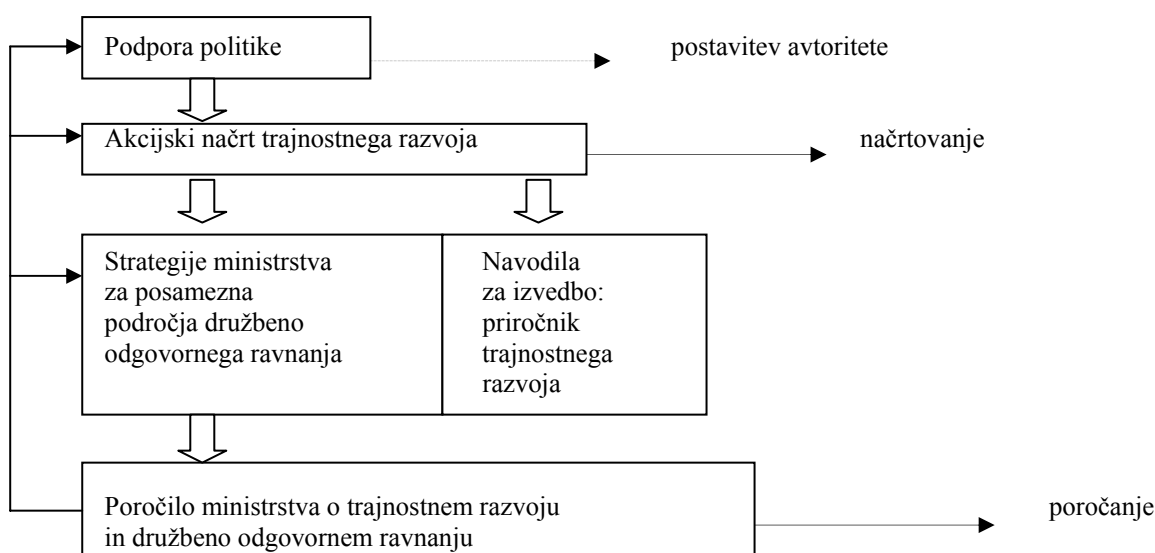 Podpora politike
postavitev avtoritete
Akcijski načrt trajnostnega razvoja
načrtovanje
Strategije ministrstva
za posamezna
področja družbeno
odgovornega ravnanja
Navodila
za izvedbo:
priročnik
trajnostnega
razvoja
Poročilo ministrstva o trajnostnem razvoju
in družbeno odgovornem ravnanju
poročanje